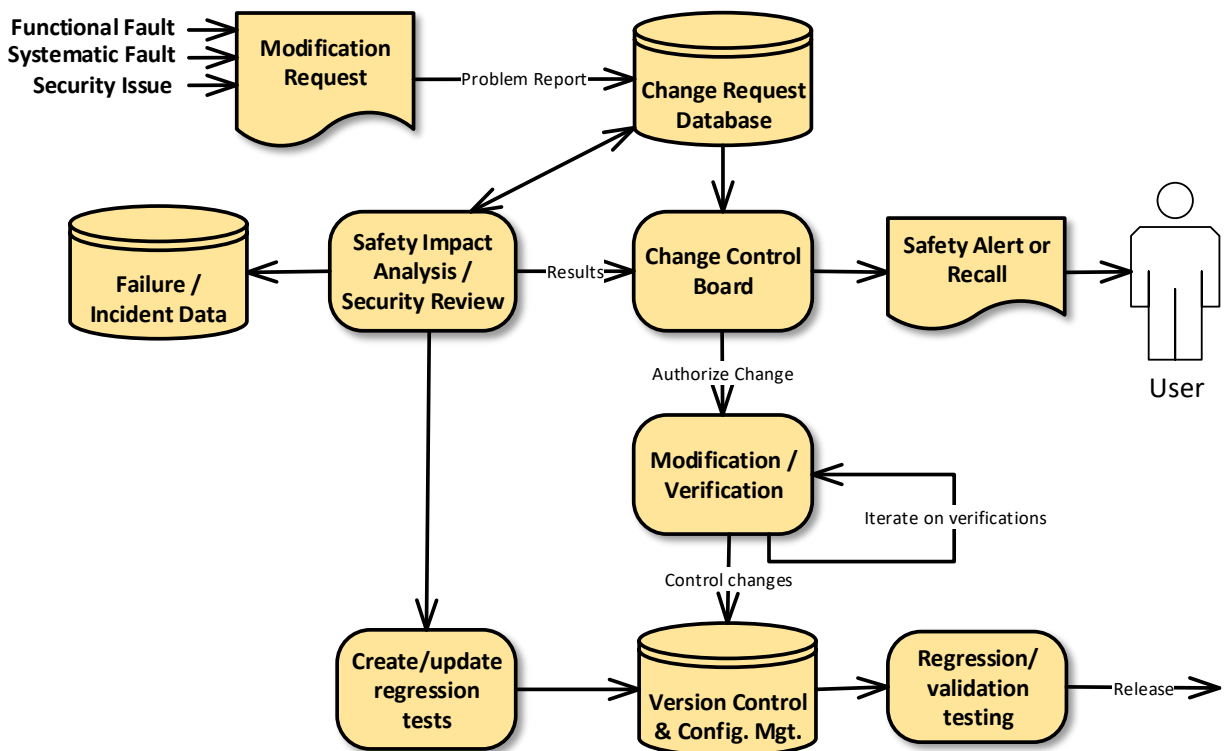 Functional Fault
Systematic Fault
Security Issue
Modification
Request
Problem Report
Change Request
Database
Failure /
Incident Data
Safety Impact
Analysis /
Security Review
Results
Change Control
Board
Safety Alert or
Recall
User
Authorize Change
Modification /
Verification
Iterate on verifications
Control changes
Create/update
regression
tests
Version Control
& Config. Mgt.
Regression/
validation
testing
Release